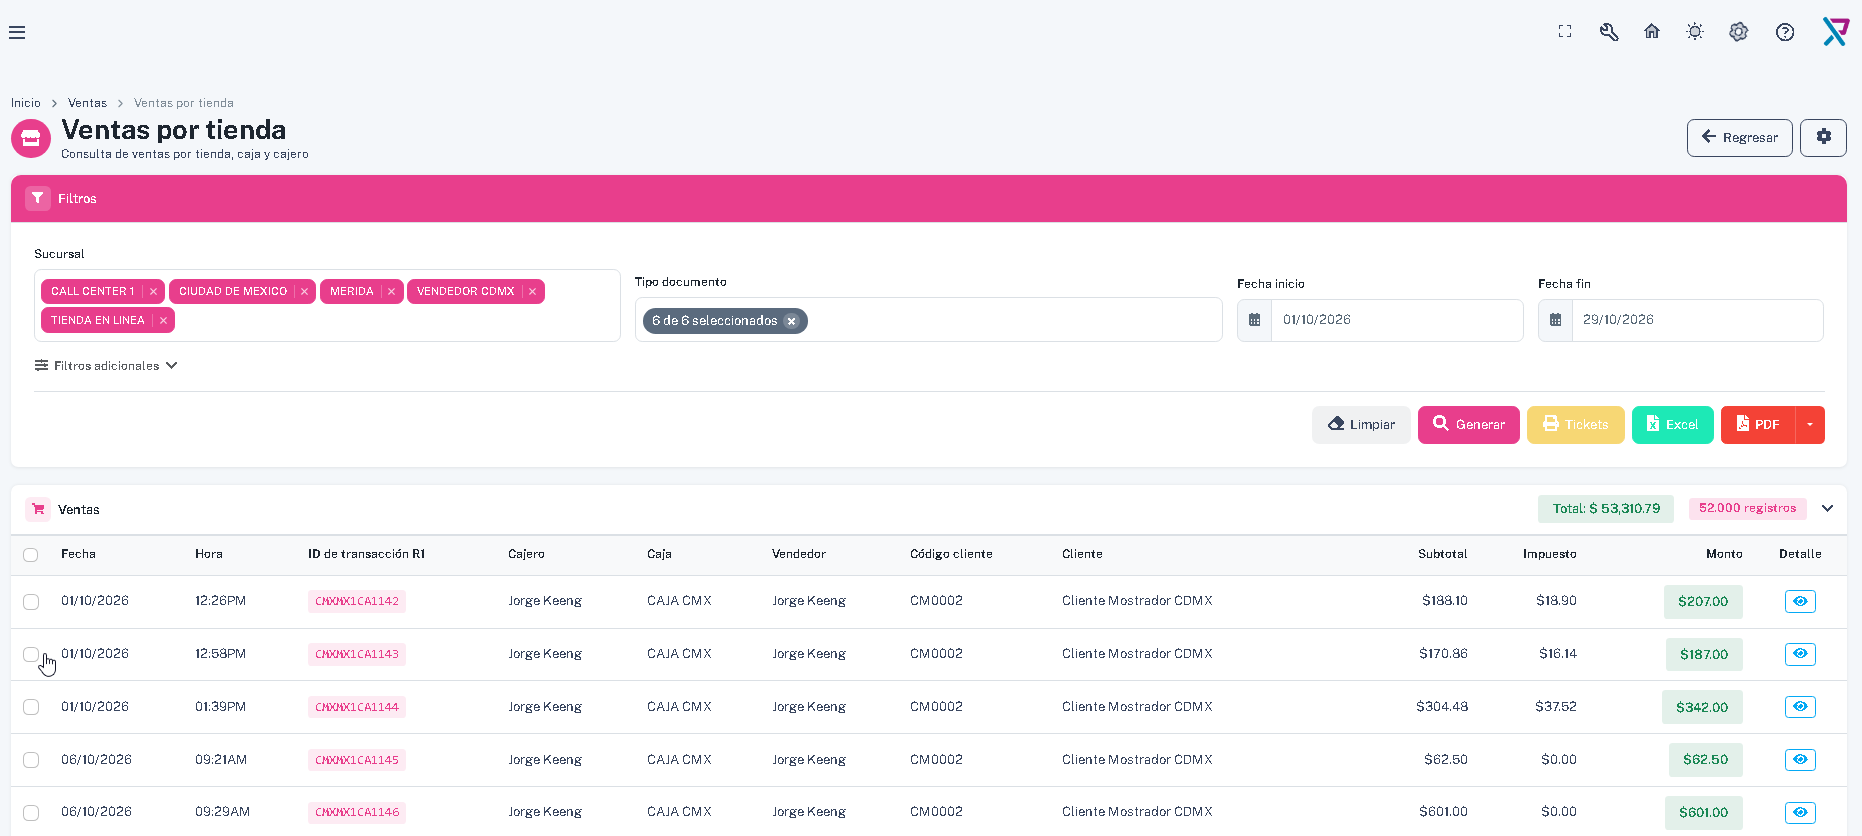 Inicio > Ventas > Ventas por tienda
Ventas por tienda
Consulta de ventas por tienda, caja y cajero
Regresar
Filtros
Sucursal
CALL CENTER 1 × CIUDAD DE MEXICO × MERIDA × VENDEDOR CDMX ×
TIENDA EN LINEA ×
Tipo documento
6 de 6 seleccionados ×
Fecha inicio
01/10/2026
Fecha fin
29/10/2026
Filtros adicionales
Limpiar Generar Tickets Excel PDF
Ventas Total: $ 53,310.79 52.000 registros
Fecha Hora ID de transacción R1 Cajero Caja Vendedor Código cliente Cliente Subtotal Impuesto Monto Detalle
01/10/2026 12:26PM CMXMX1CA1142 Jorge Keeng CAJA CMX Jorge Keeng CM0002 Cliente Mostrador CDMX $188.10 $18.90 $207.00
01/10/2026 12:58PM CMXMX1CA1143 Jorge Keeng CAJA CMX Jorge Keeng CM0002 Cliente Mostrador CDMX $170.86 $16.14 $187.00
01/10/2026 01:39PM CMXMX1CA1144 Jorge Keeng CAJA CMX Jorge Keeng CM0002 Cliente Mostrador CDMX $304.48 $37.52 $342.00
06/10/2026 09:21AM CMXMX1CA1145 Jorge Keeng CAJA CMX Jorge Keeng CM0002 Cliente Mostrador CDMX $62.50 $0.00 $62.50
06/10/2026 09:29AM CMXMX1CA1146 Jorge Keeng CAJA CMX Jorge Keeng CM0002 Cliente Mostrador CDMX $601.00 $0.00 $601.00